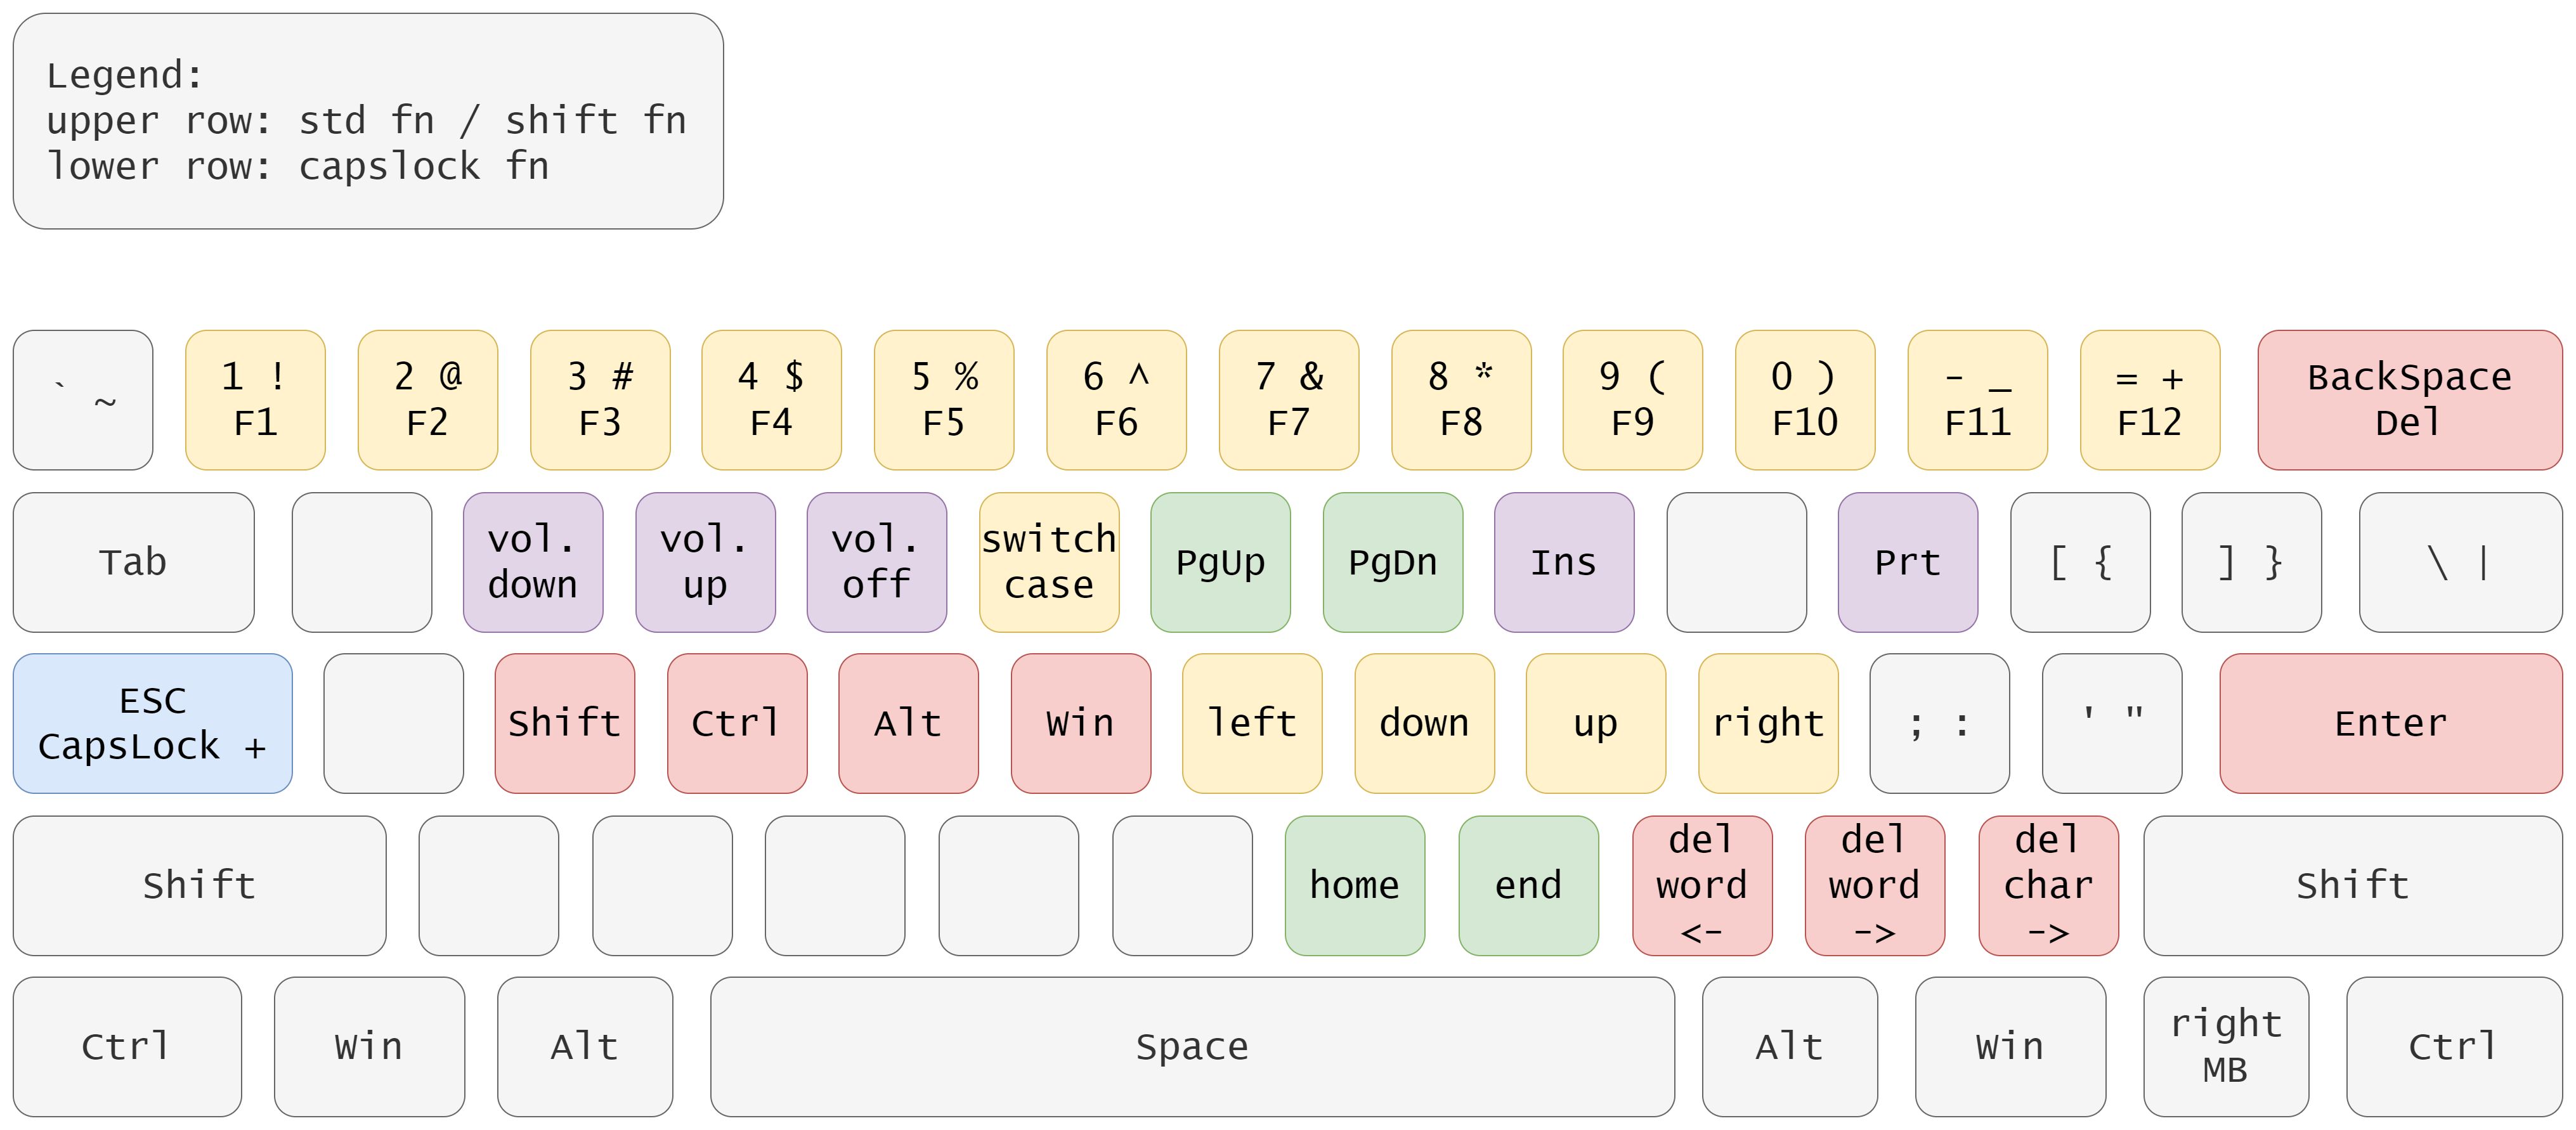 Legend:
upper row: std fn / shift fn
lower row: capslock fn
` ~
1 !
F1
2 @
F2
3 #
F3
4 $
F4
5 %
F5
6 ^
F6
7 &
F7
8 *
F8
9 (
F9
0 )
F10
- _
F11
= +
F12
BackSpace
Del
Tab
vol.
down
vol.
up
vol.
off
switch
case
PgUp
PgDn
Ins
Prt
[ {
] }
\ |
ESC
CapsLock +
Shift
Ctrl
Alt
Win
left
down
up
right
; :
' "
Enter
Shift
home
end
del
word
<-
del
word
->
del
char
->
Shift
Ctrl
Win
Alt
Space
Alt
Win
right
MB
Ctrl